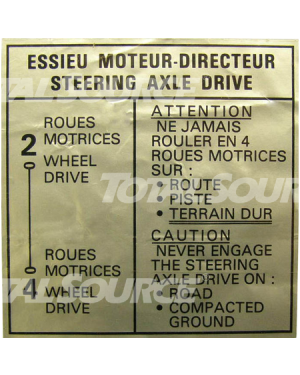 ESSIEU MOTEUR-DIRECTEUR
STEERING AXLE DRIVE
2 ROUES
MOTRICES
WHEEL
DRIVE
ROUES
MOTRICES
4 WHEEL
DRIVE
ATTENTION
NE JAMAIS
ROULER EN 4
ROUES MOTRICES
SUR :
• ROUTE
• PISTE
• TERRAIN DUR
CAUTION
NEVER ENGAGE
THE STEERING
AXLE DRIVE ON :
• ROAD
• COMPACTED
GROUND
TOTALSOURCE